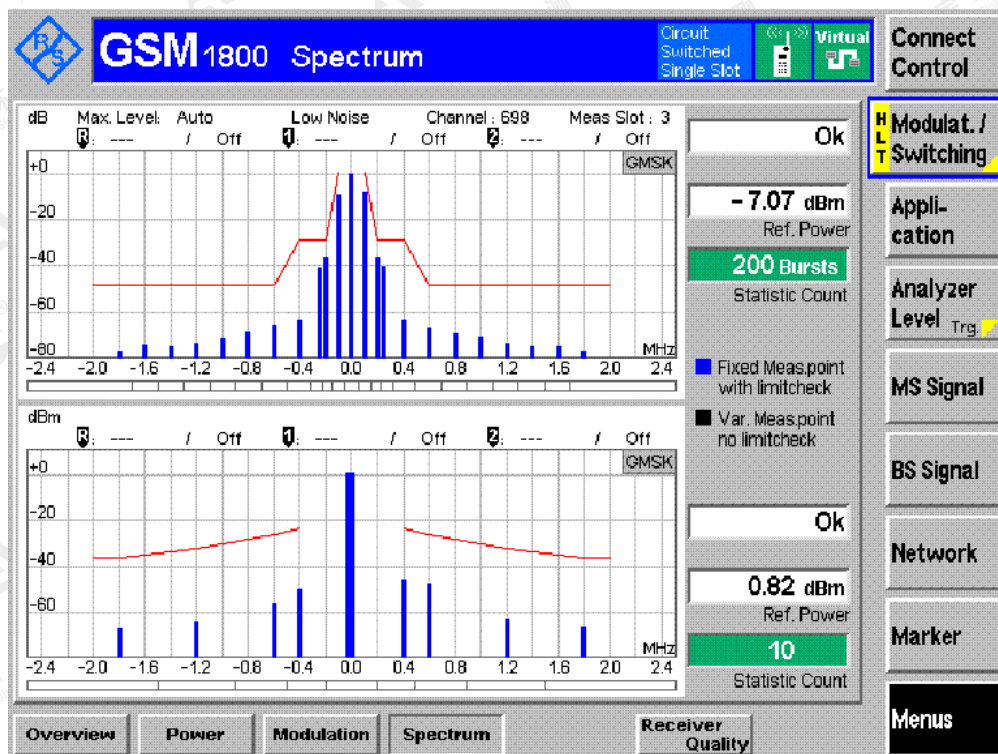 R/S
GSM 1800 Spectrum
Circuit
Switched
Single Slot
Virtual
Connect
Control
dB Max. Level: Auto Low Noise Channel : 698 Meas Slot : 3
R: --- / Off 1: --- / Off 2: --- / Off
GMSK
+0
-20
-40
-60
-80
MHz
-2.4 -2.0 -1.6 -1.2 -0.8 -0.4 0.0 0.4 0.8 1.2 1.6 2.0 2.4
Ok
-7.07 dBm
Ref. Power
200 Bursts
Statistic Count
Fixed Meas.point
with limitcheck
Var. Meas.point
no limitcheck
dBm
R: --- / Off 1: --- / Off 2: --- / Off
GMSK
+0
-20
-40
-60
MHz
-2.4 -2.0 -1.6 -1.2 -0.8 -0.4 0.0 0.4 0.8 1.2 1.6 2.0 2.4
Ok
0.82 dBm
Ref. Power
10
Statistic Count
HLT
Modulat. /
Switching
Appli-
cation
Analyzer
Level Trg.
MS Signal
BS Signal
Network
Marker
Menus
Overview Power Modulation Spectrum Receiver
Quality